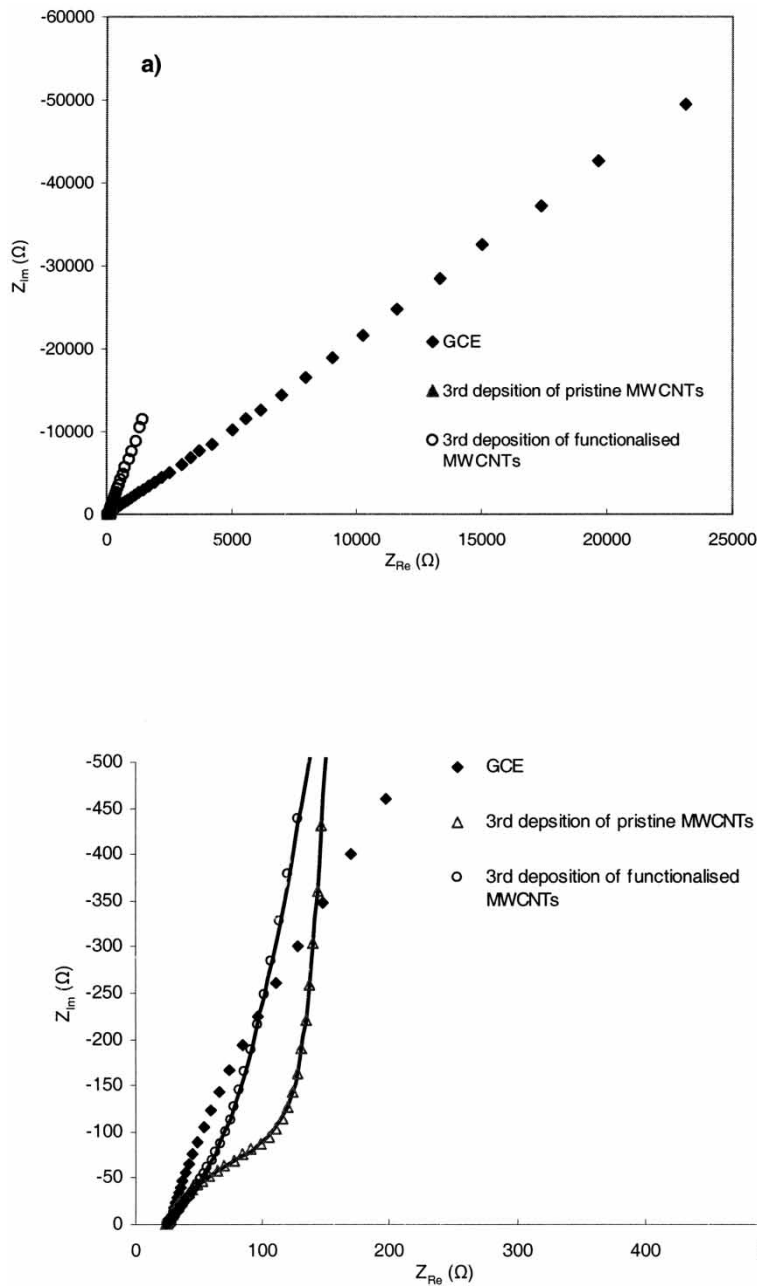 a)
-60000
-50000
-40000
-30000
-20000
-10000
0
Z_Im (Ω)
GCE
3rd depsition of pristine MWCNTs
3rd deposition of functionalised
MWCNTs
0 5000 10000 15000 20000 25000
Z_Re (Ω)
-500
-450
-400
-350
-300
-250
-200
-150
-100
-50
0
Z_Im (Ω)
GCE
3rd depsition of pristine MWCNTs
3rd deposition of functionalised
MWCNTs
0 100 200 300 400
Z_Re (Ω)